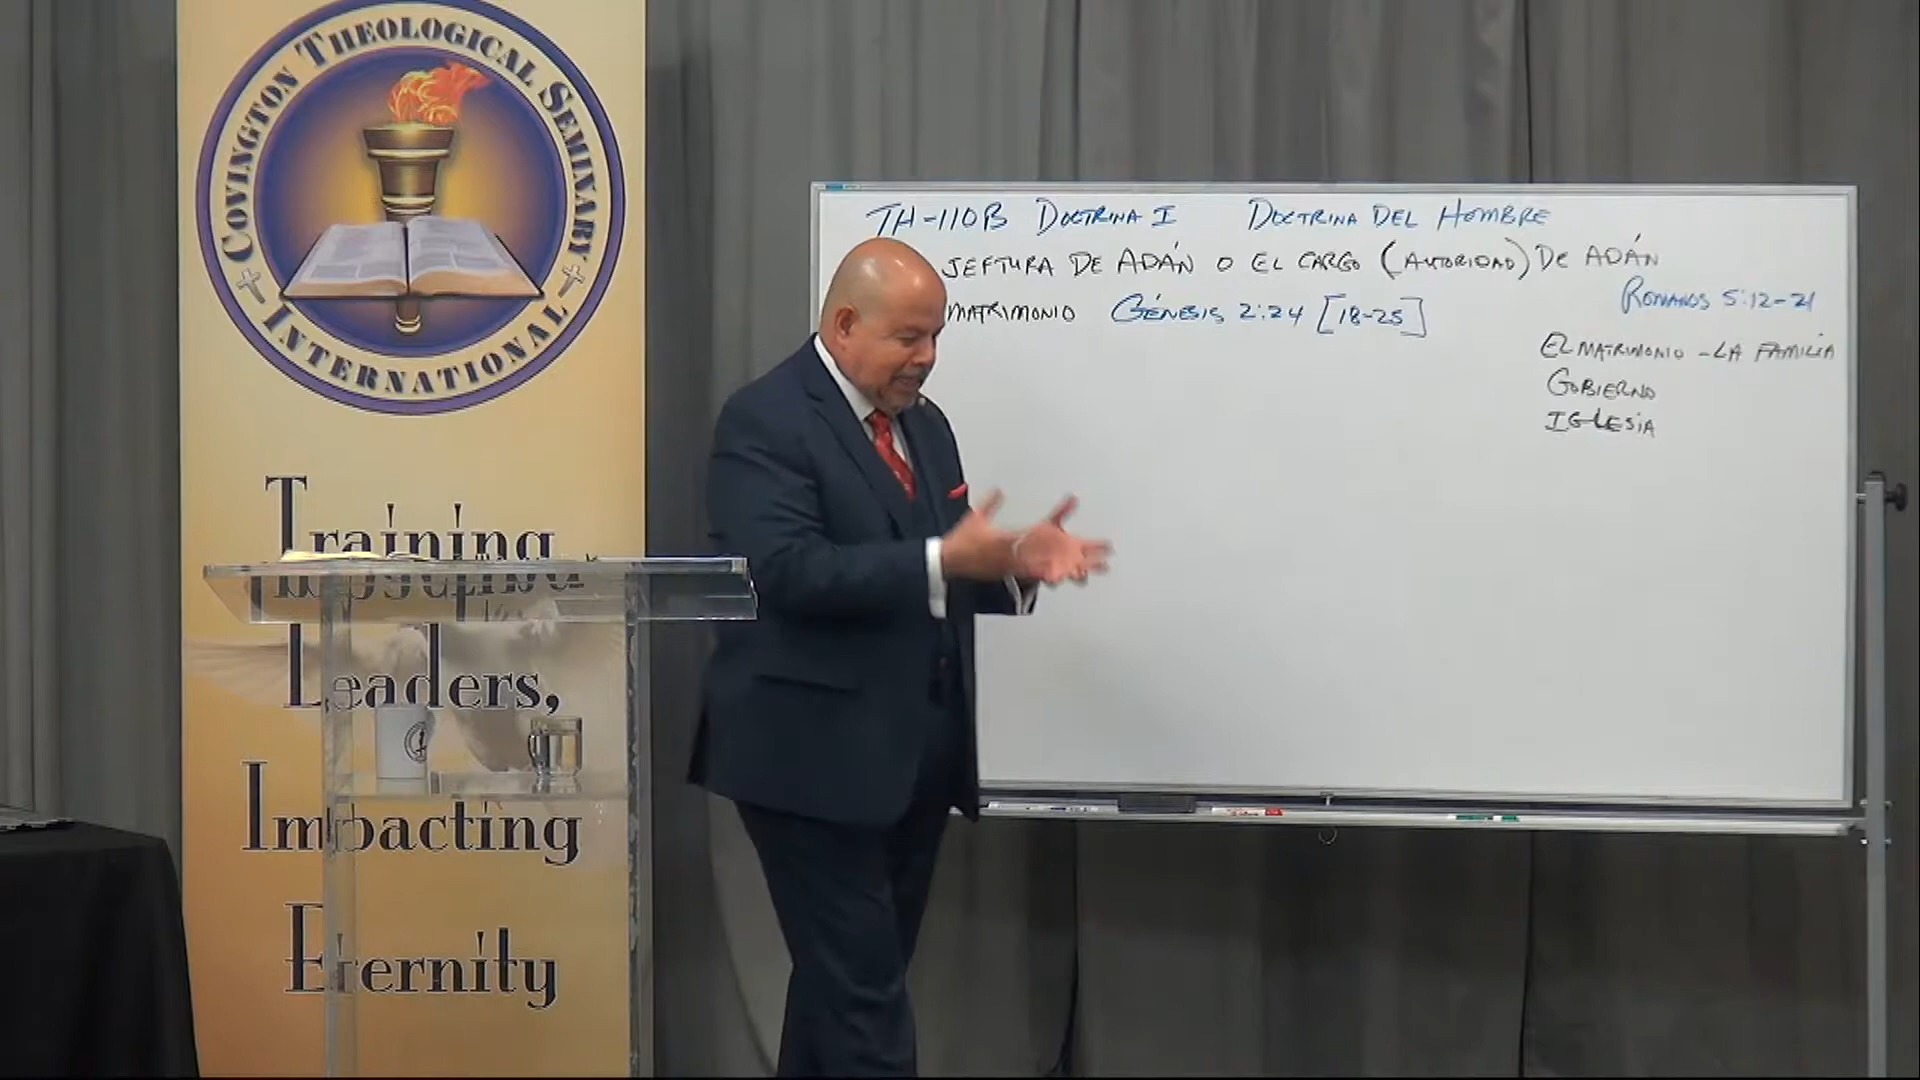 COVINGTON THEOLOGICAL SEMINARY
INTERNATIONAL
Training
Leaders,
Impacting
Eternity
TH-110B DOCTRINA I DOCTRINA DEL HOMBRE
JEFTURA DE ADÁN O EL CARGO (AUTORIDAD) DE ADÁN
ROMANOS 5:12-21
MATRIMONIO GÉNESIS 2:24 [18-25]
EL MATRIMONIO - LA FAMILIA
GOBIERNO
IGLESIA